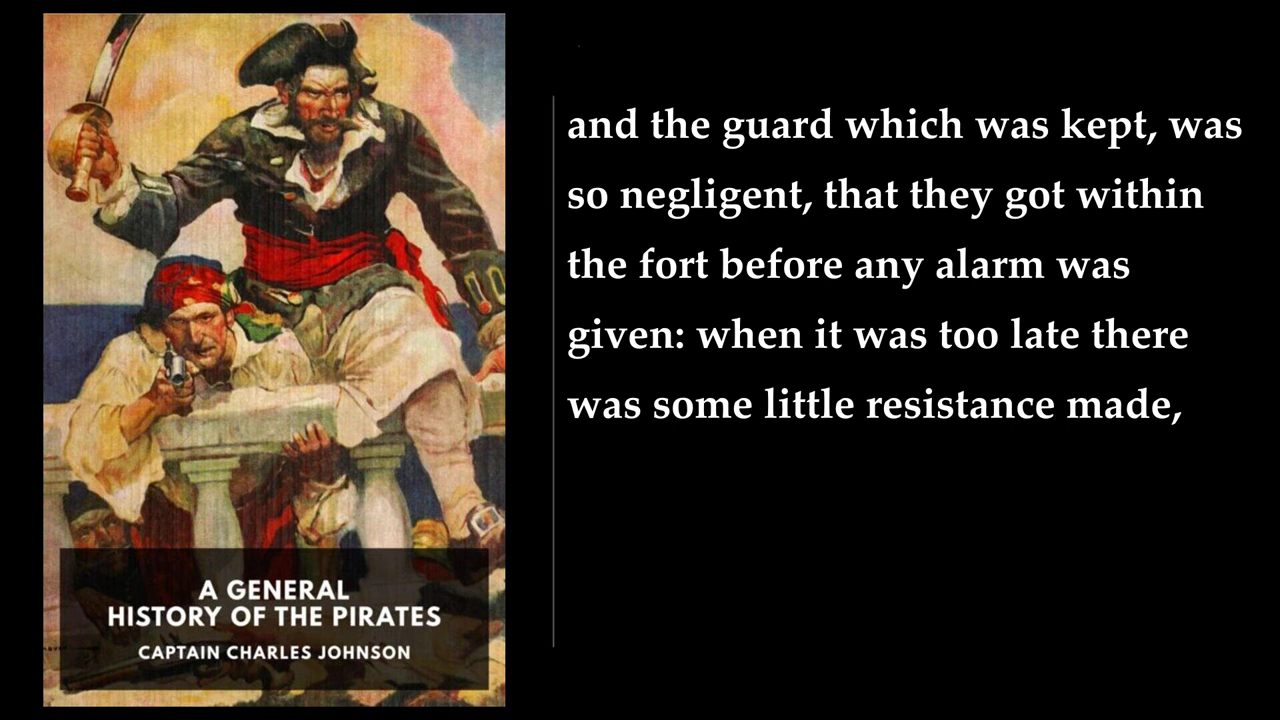 A GENERAL
HISTORY OF THE PIRATES
CAPTAIN CHARLES JOHNSON
and the guard which was kept, was
so negligent, that they got within
the fort before any alarm was
given: when it was too late there
was some little resistance made,